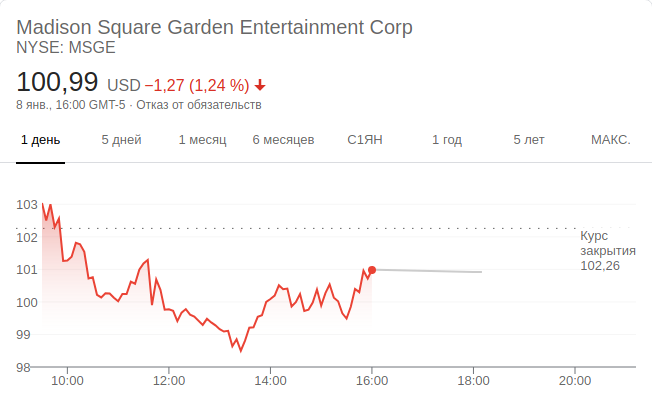 Madison Square Garden Entertainment Corp
NYSE: MSGE
100,99 USD −1,27 (1,24 %)
8 янв., 16:00 GMT-5 · Отказ от обязательств
1 день 5 дней 1 месяц 6 месяцев С1ЯН 1 год 5 лет МАКС.
103
102
101
100
99
98
Курс
закрытия
102,26
10:00 12:00 14:00 16:00 18:00 20:00